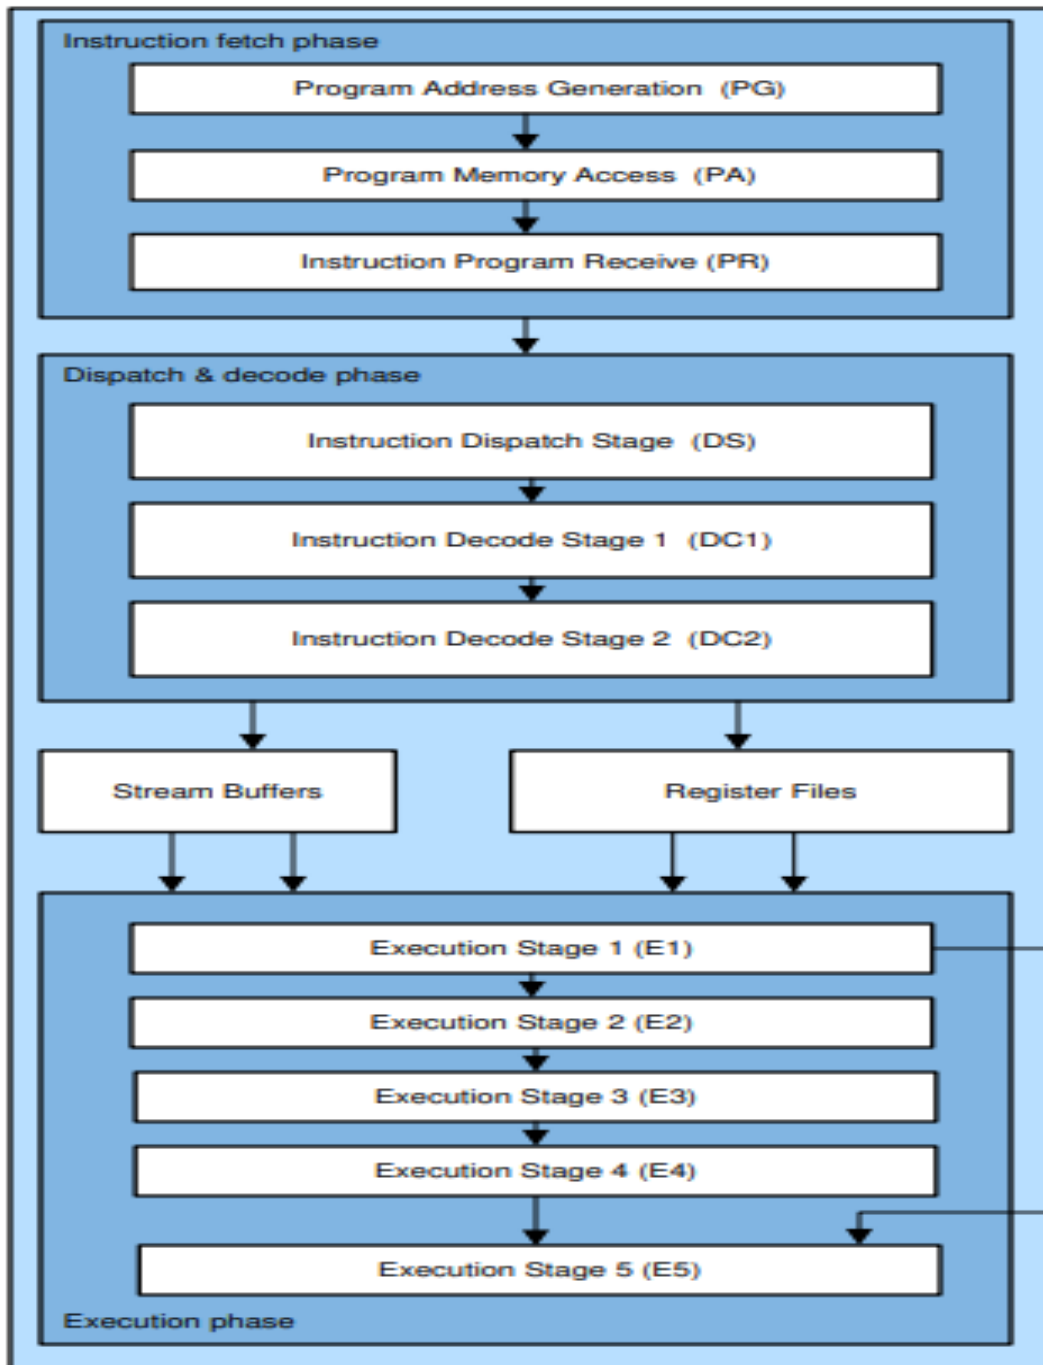 Instruction fetch phase
Program Address Generation (PG)
Program Memory Access (PA)
Instruction Program Receive (PR)
Dispatch & decode phase
Instruction Dispatch Stage (DS)
Instruction Decode Stage 1 (DC1)
Instruction Decode Stage 2 (DC2)
Stream Buffers
Register Files
Execution Stage 1 (E1)
Execution Stage 2 (E2)
Execution Stage 3 (E3)
Execution Stage 4 (E4)
Execution Stage 5 (E5)
Execution phase